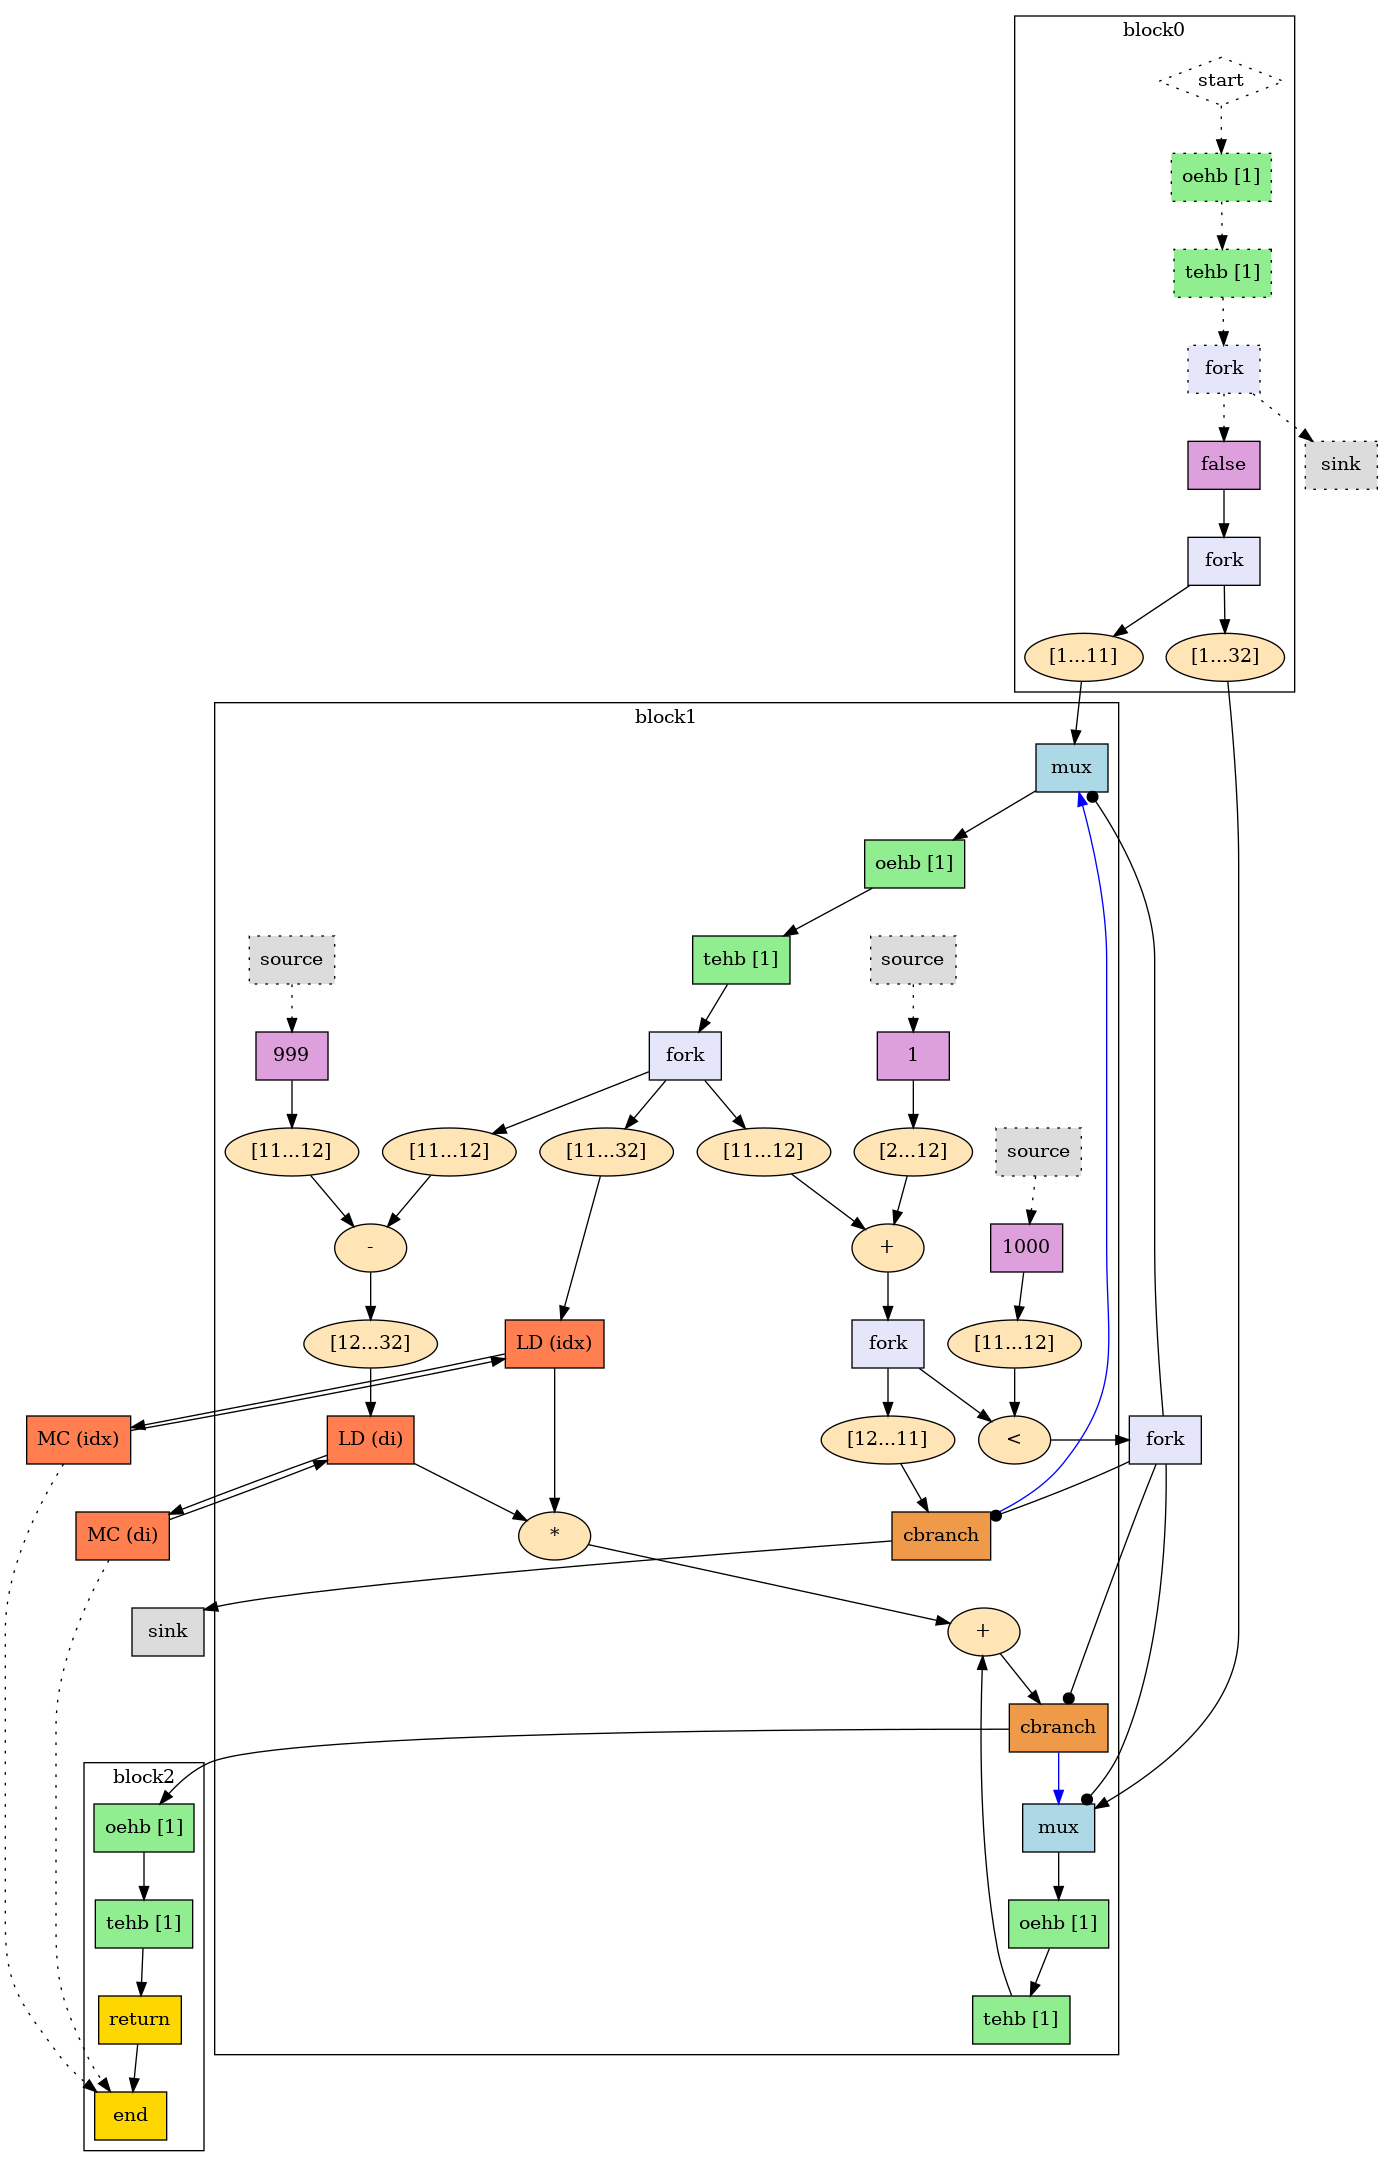 block0
start
oehb [1]
tehb [1]
fork
false
sink
fork
[1...11]
[1...32]
block1
mux
oehb [1]
source
tehb [1]
source
999
fork
1
[11...12]
[11...12]
[11...32]
[11...12]
[2...12]
source
-
+
1000
[12...32]
LD (idx)
fork
[11...12]
MC (idx)
LD (di)
[12...11]
<
fork
MC (di)
*
cbranch
sink
+
cbranch
block2
oehb [1]
mux
tehb [1]
oehb [1]
return
tehb [1]
end